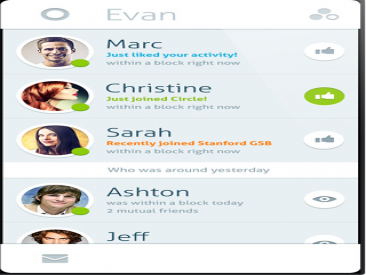 Evan
Marc
Just liked your activity!
within a block right now
Christine
Just joined Circle!
within a block right now
Sarah
Recently joined Stanford GSB
within a block right now
Who was around yesterday
Ashton
was within a block today
2 mutual friends
Jeff